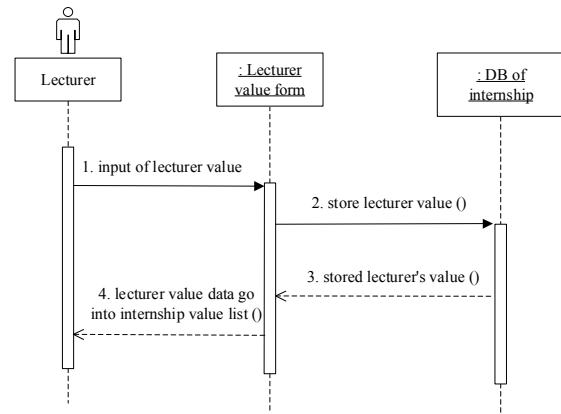 Lecturer
: Lecturer
value form
: DB of
internship
1. input of lecturer value
2. store lecturer value ()
3. stored lecturer's value ()
4. lecturer value data go
into internship value list ()